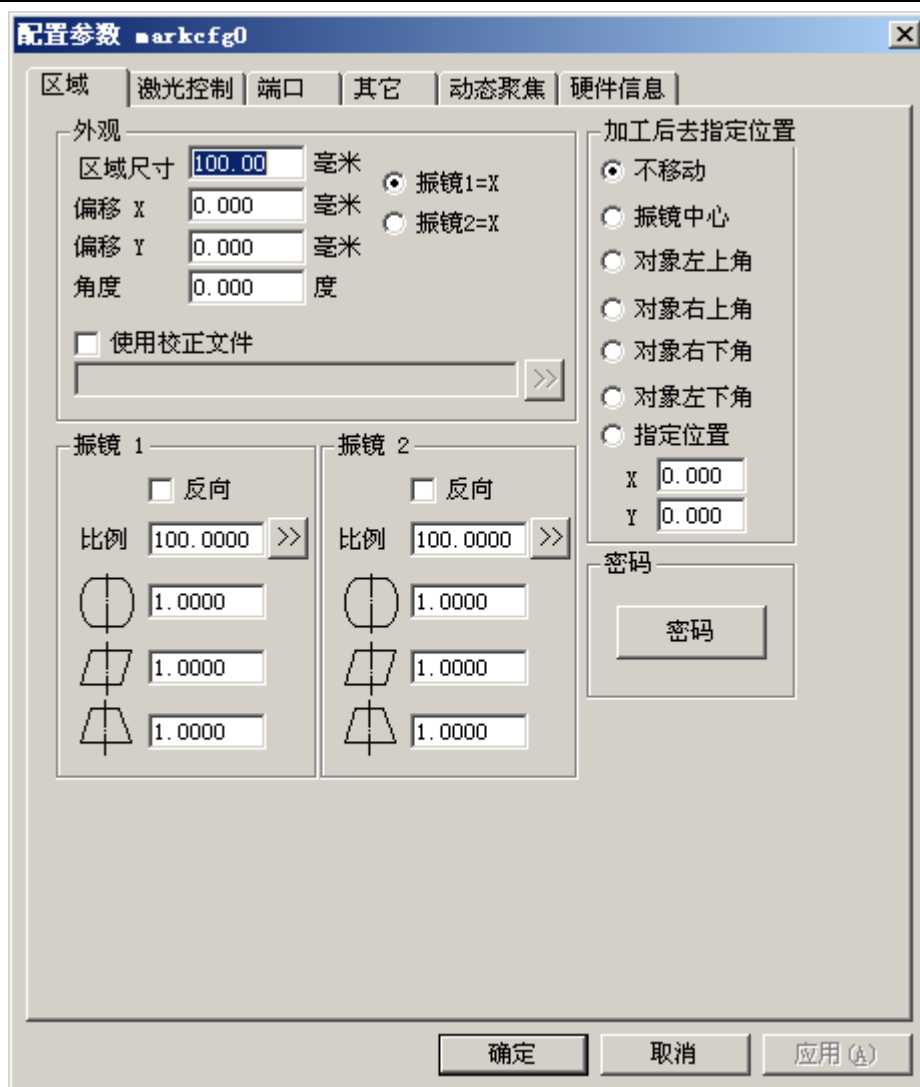 配置参数 markcfg0
区域 激光控制 端口 其它 动态聚焦 硬件信息
外观
区域尺寸 100.00 毫米
偏移 X 0.000 毫米
偏移 Y 0.000 毫米
角度 0.000 度
振镜1=X
振镜2=X
使用校正文件
>>
加工后去指定位置
不移动
振镜中心
对象左上角
对象右上角
对象右下角
对象左下角
指定位置
X 0.000
Y 0.000
振镜 1
反向
比例 100.0000 >>
1.0000
1.0000
1.0000
振镜 2
反向
比例 100.0000 >>
1.0000
1.0000
1.0000
密码
密码
确定 取消 应用(A)